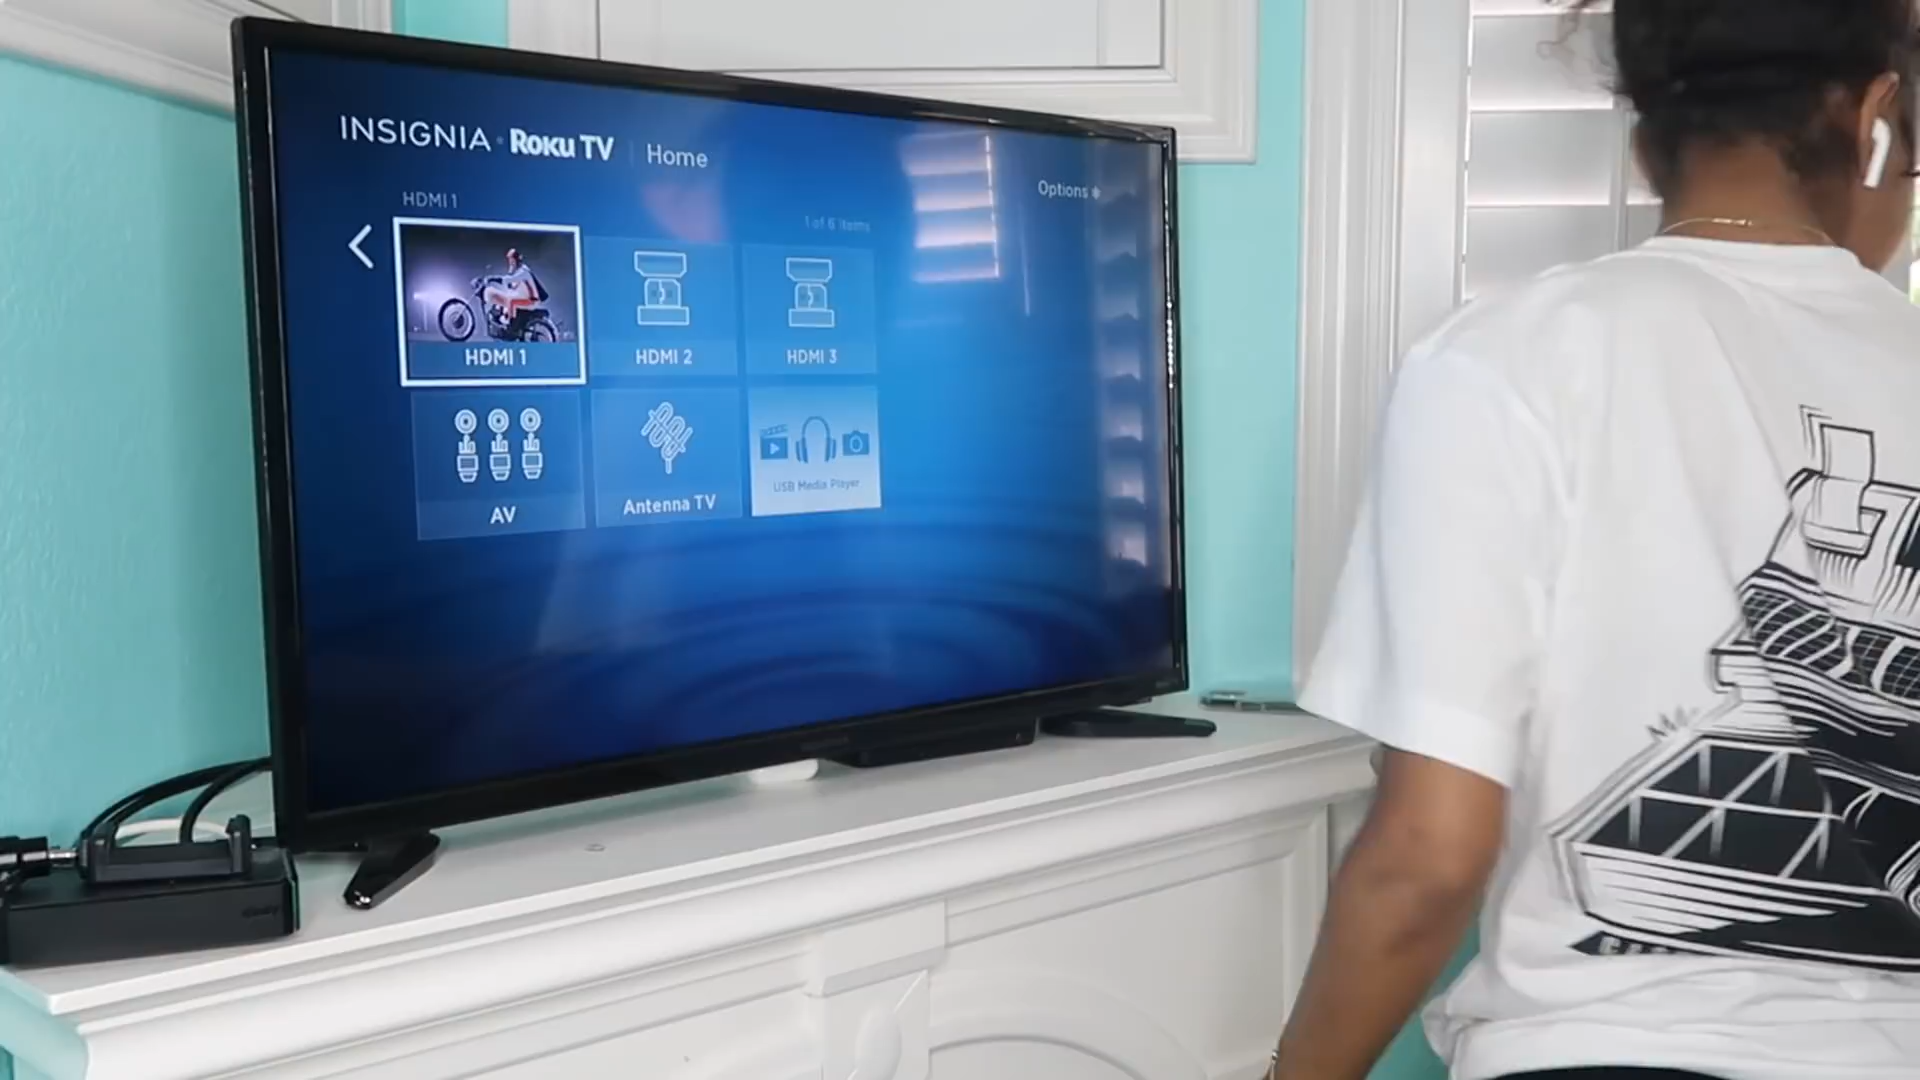 INSIGNIA • Roku TV | Home
Options *
HDMI 1
1 of 6 items
HDMI 1
HDMI 2
HDMI 3
AV
Antenna TV
USB Media Player